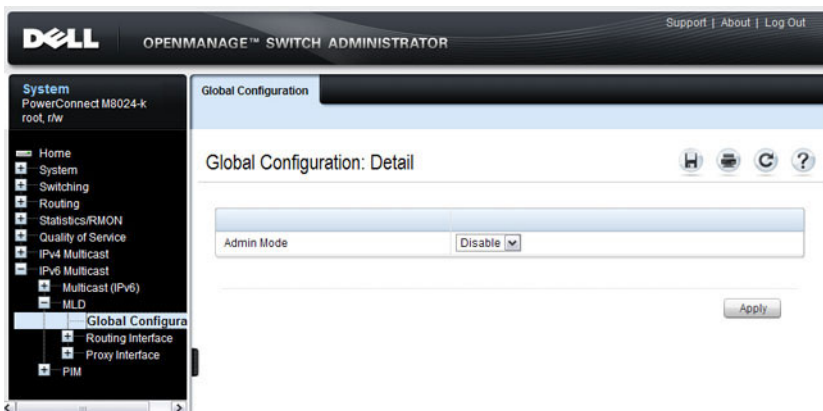 Support | About | Log Out
DELL
OPENMANAGE™ SWITCH ADMINISTRATOR
System
PowerConnect M8024-k
root, r/w
Global Configuration
Home
System
Switching
Routing
Statistics/RMON
Quality of Service
IPv4 Multicast
IPv6 Multicast
Multicast (IPv6)
MLD
Global Configura
Routing Interface
Proxy Interface
PIM
Global Configuration: Detail
?
Admin Mode
Disable
Apply